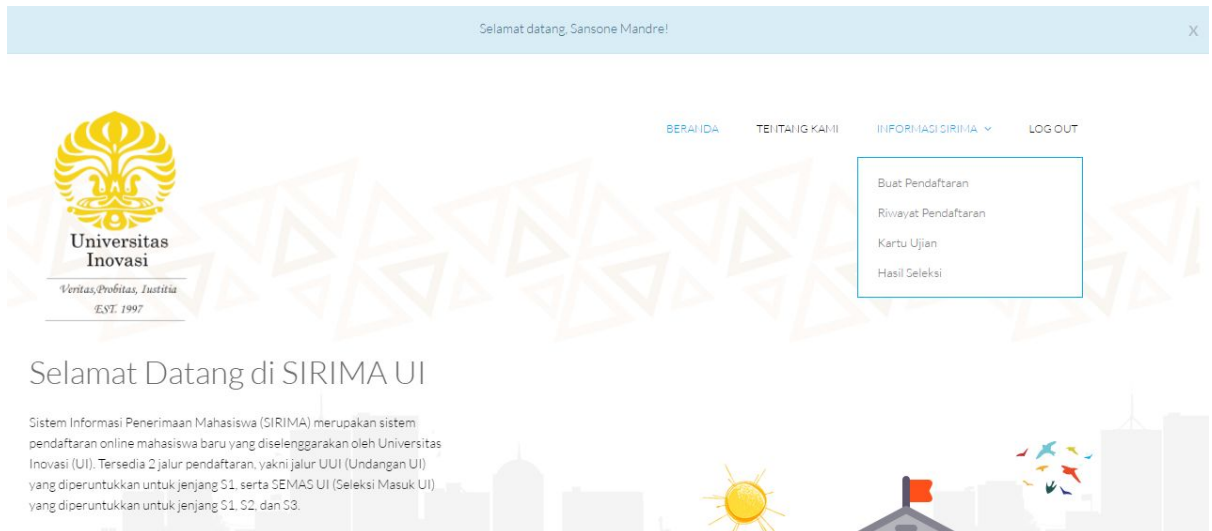 Selamat datang, Sansone Mandre!
X
BERANDA TENTANG KAMI INFORMASI SIRIMA LOG OUT
Buat Pendaftaran
Riwayat Pendaftaran
Kartu Ujian
Hasil Seleksi
Universitas
Inovasi
Veritas,Probitas, Iustitia
EST. 1997
Selamat Datang di SIRIMA UI
Sistem Informasi Penerimaan Mahasiswa (SIRIMA) merupakan sistem
pendaftaran online mahasiswa baru yang diselenggarakan oleh Universitas
Inovasi (UI). Tersedia 2 jalur pendaftaran, yakni jalur UUI (Undangan UI)
yang diperuntukkan untuk jenjang S1, serta SEMAS UI (Seleksi Masuk UI)
yang diperuntukkan untuk jenjang S1, S2, dan S3.